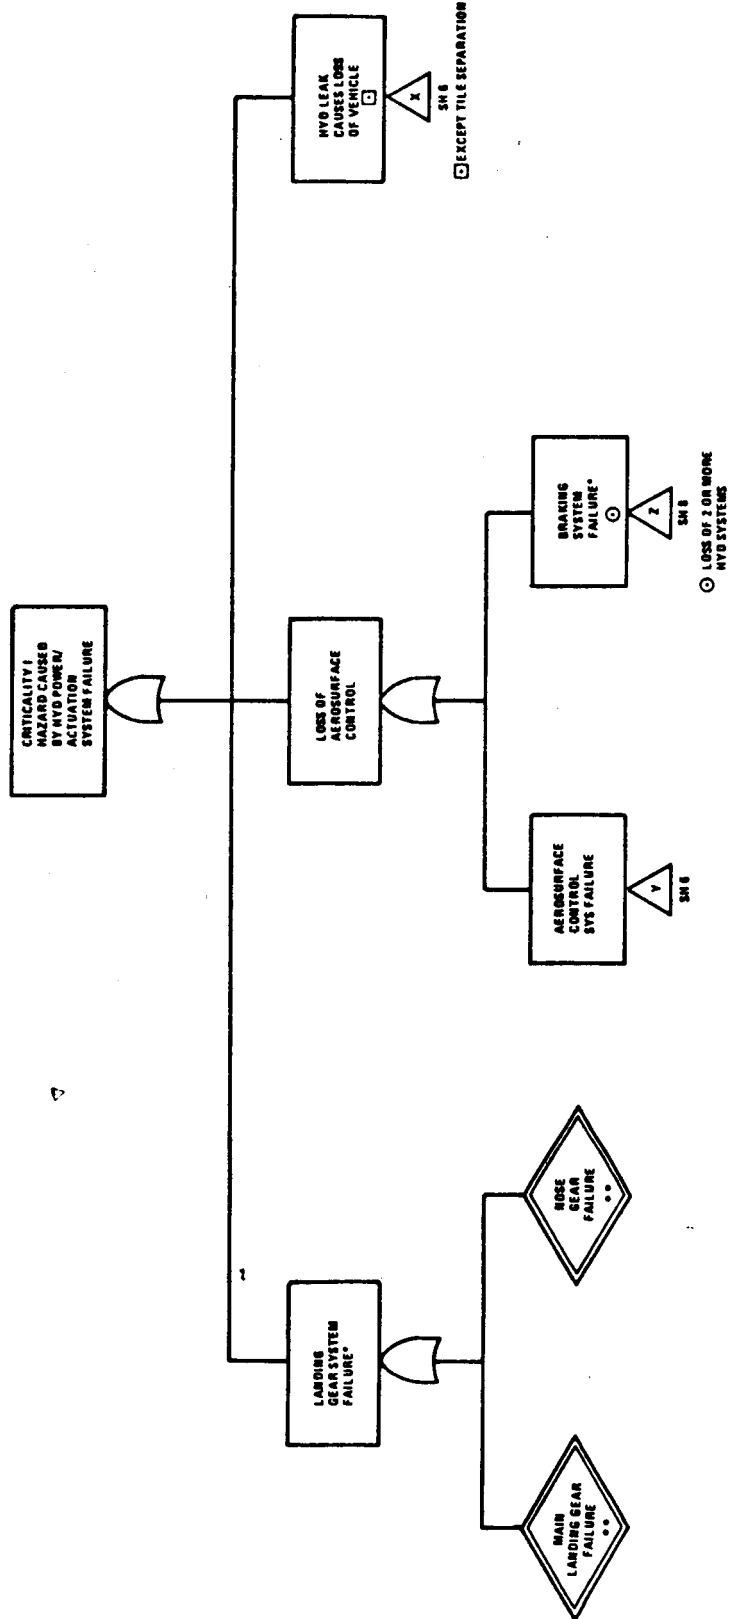 CRITICALITY I
HAZARD CAUSED
BY HYD POWER/
ACTUATION
SYSTEM FAILURE
LANDING
GEAR SYSTEM
FAILURE*
LOSS OF
AEROSURFACE
CONTROL
HYD LEAK
CAUSES LOSS
OF VEHICLE
X
SH 6
EXCEPT TILE SEPARATION
MAIN
LANDING GEAR
FAILURE
**
NOSE
GEAR
FAILURE
**
AEROSURFACE
CONTROL
SYS FAILURE
Y
SH 6
BRAKING
SYSTEM
FAILURE*
Z
SH 8
LOSS OF 2 OR MORE
HYD SYSTEMS